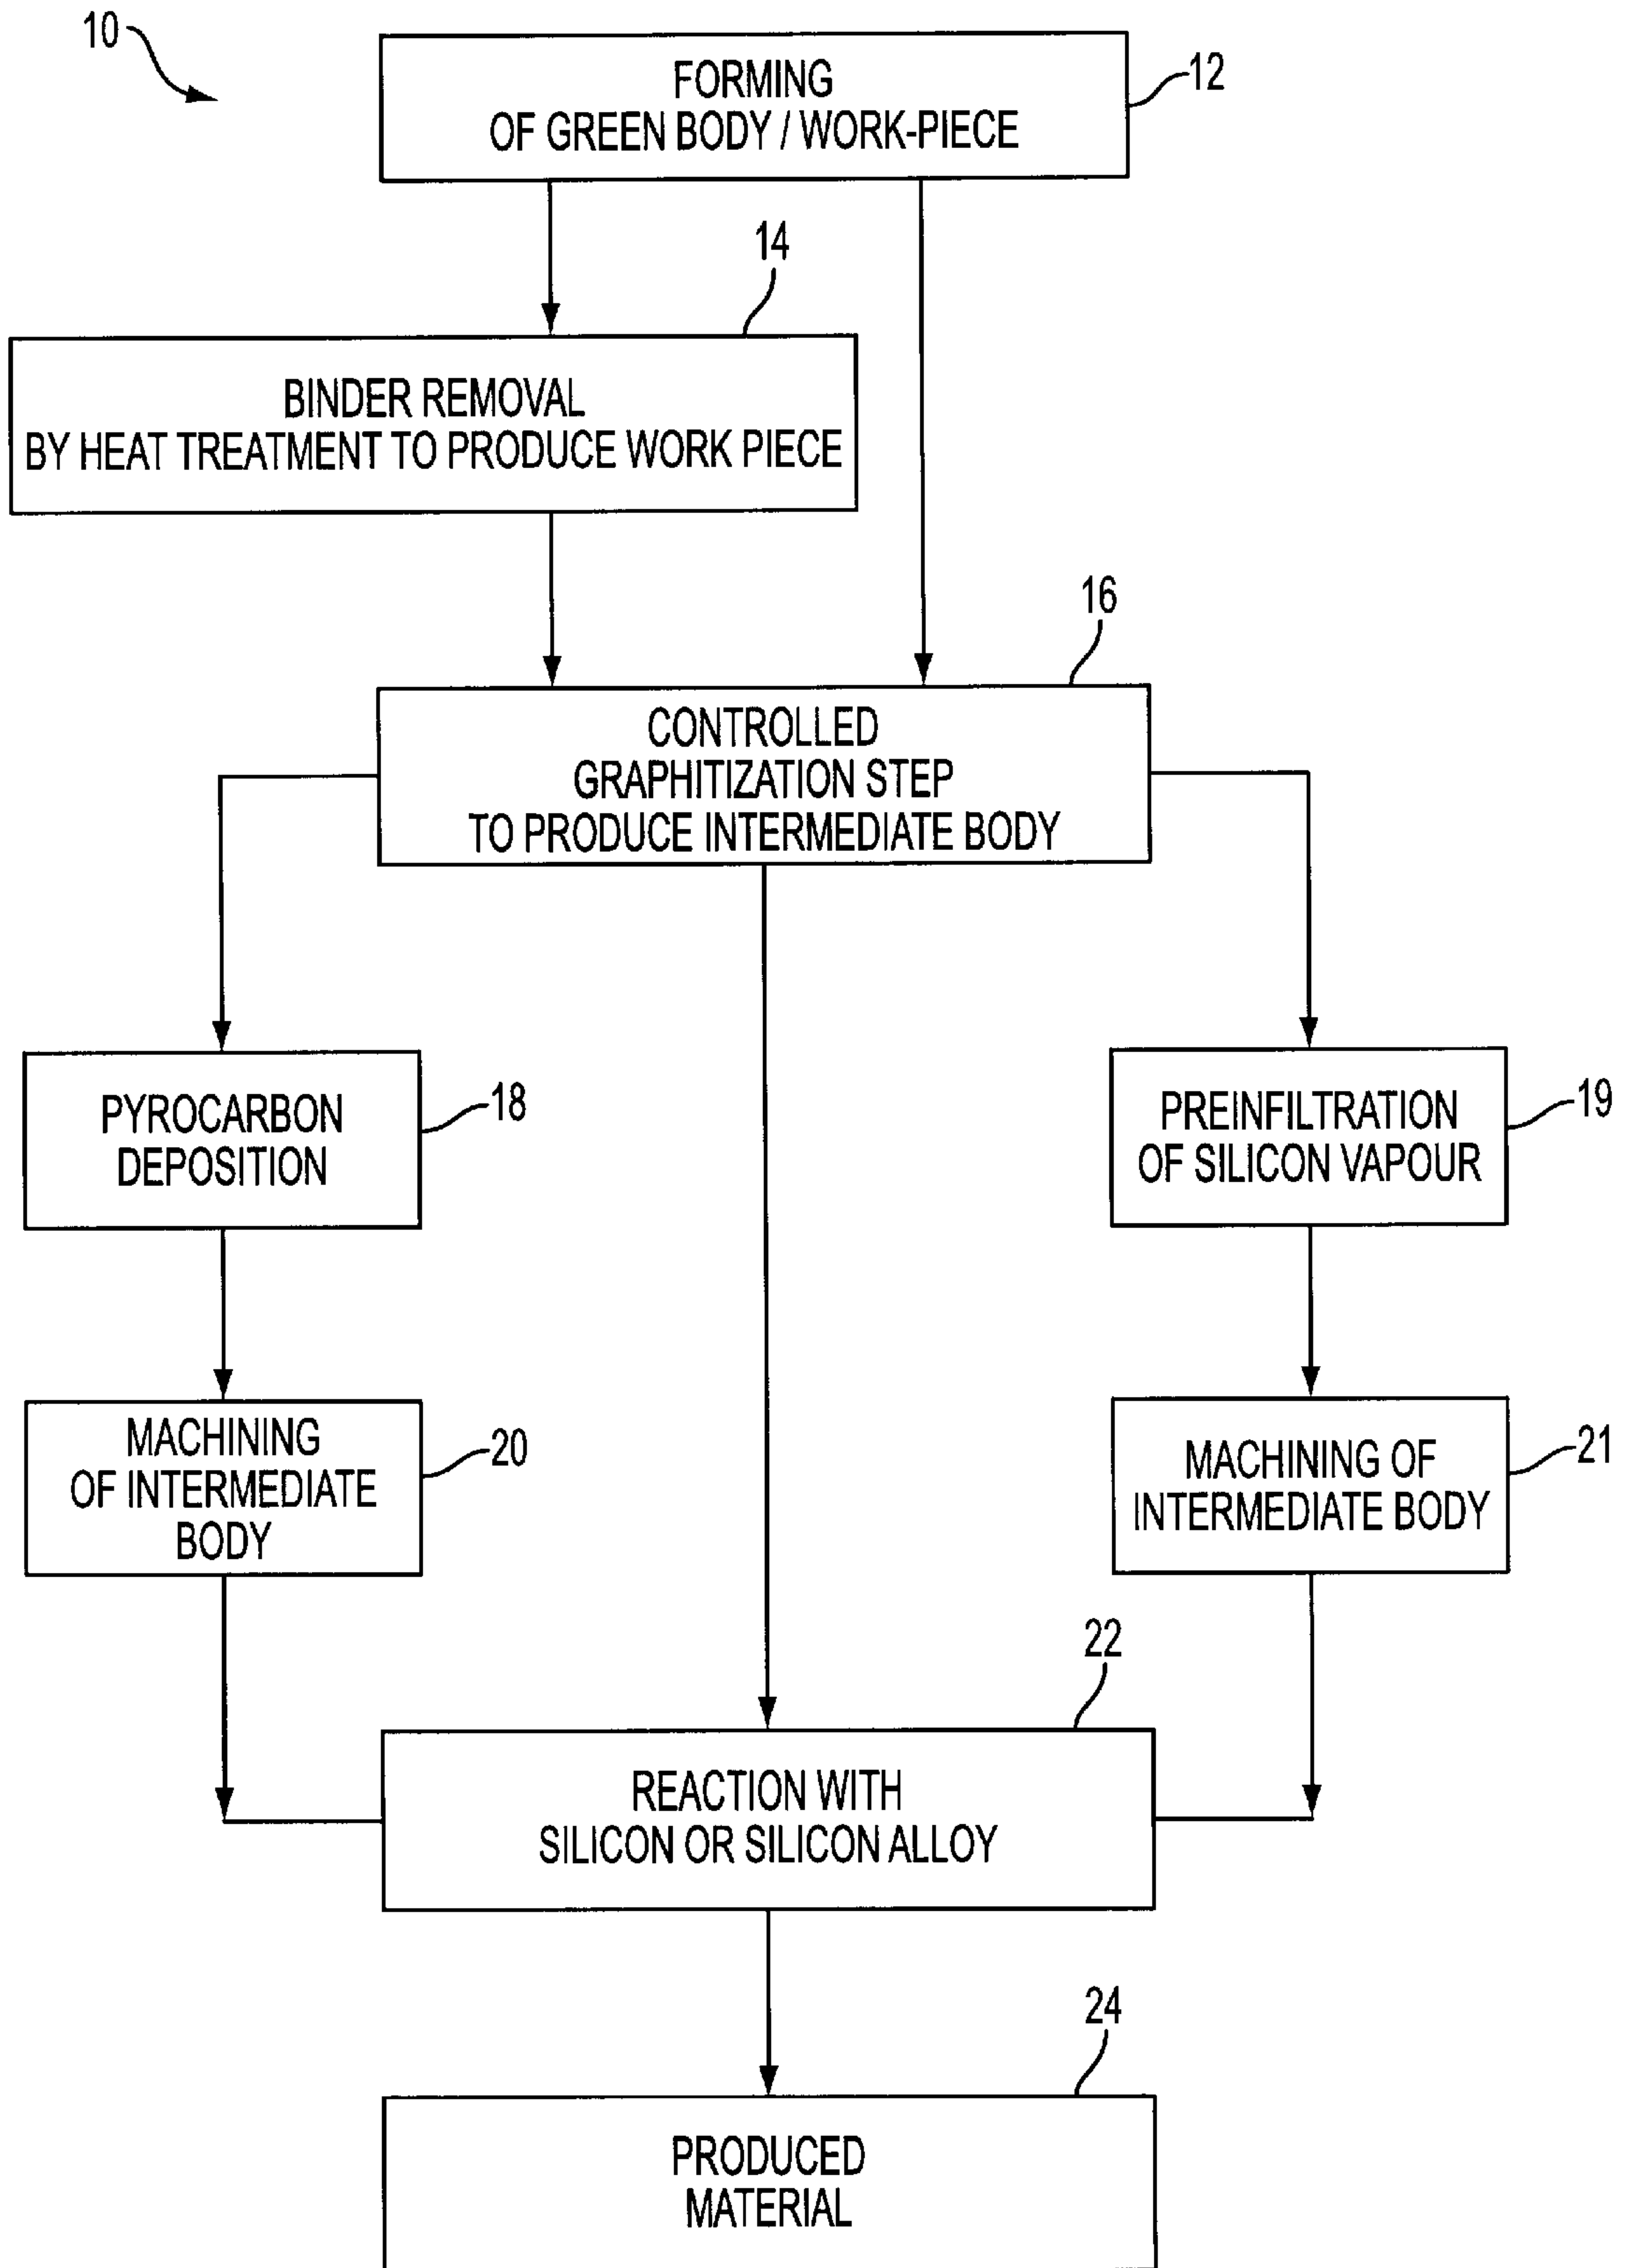 10
FORMING
OF GREEN BODY / WORK-PIECE
12
14
BINDER REMOVAL
BY HEAT TREATMENT TO PRODUCE WORK PIECE
16
CONTROLLED
GRAPHITIZATION STEP
TO PRODUCE INTERMEDIATE BODY
PYROCARBON
DEPOSITION
18
PREINFILTRATION
OF SILICON VAPOUR
19
MACHINING
OF INTERMEDIATE
BODY
20
MACHINING OF
INTERMEDIATE BODY
21
22
REACTION WITH
SILICON OR SILICON ALLOY
24
PRODUCED
MATERIAL